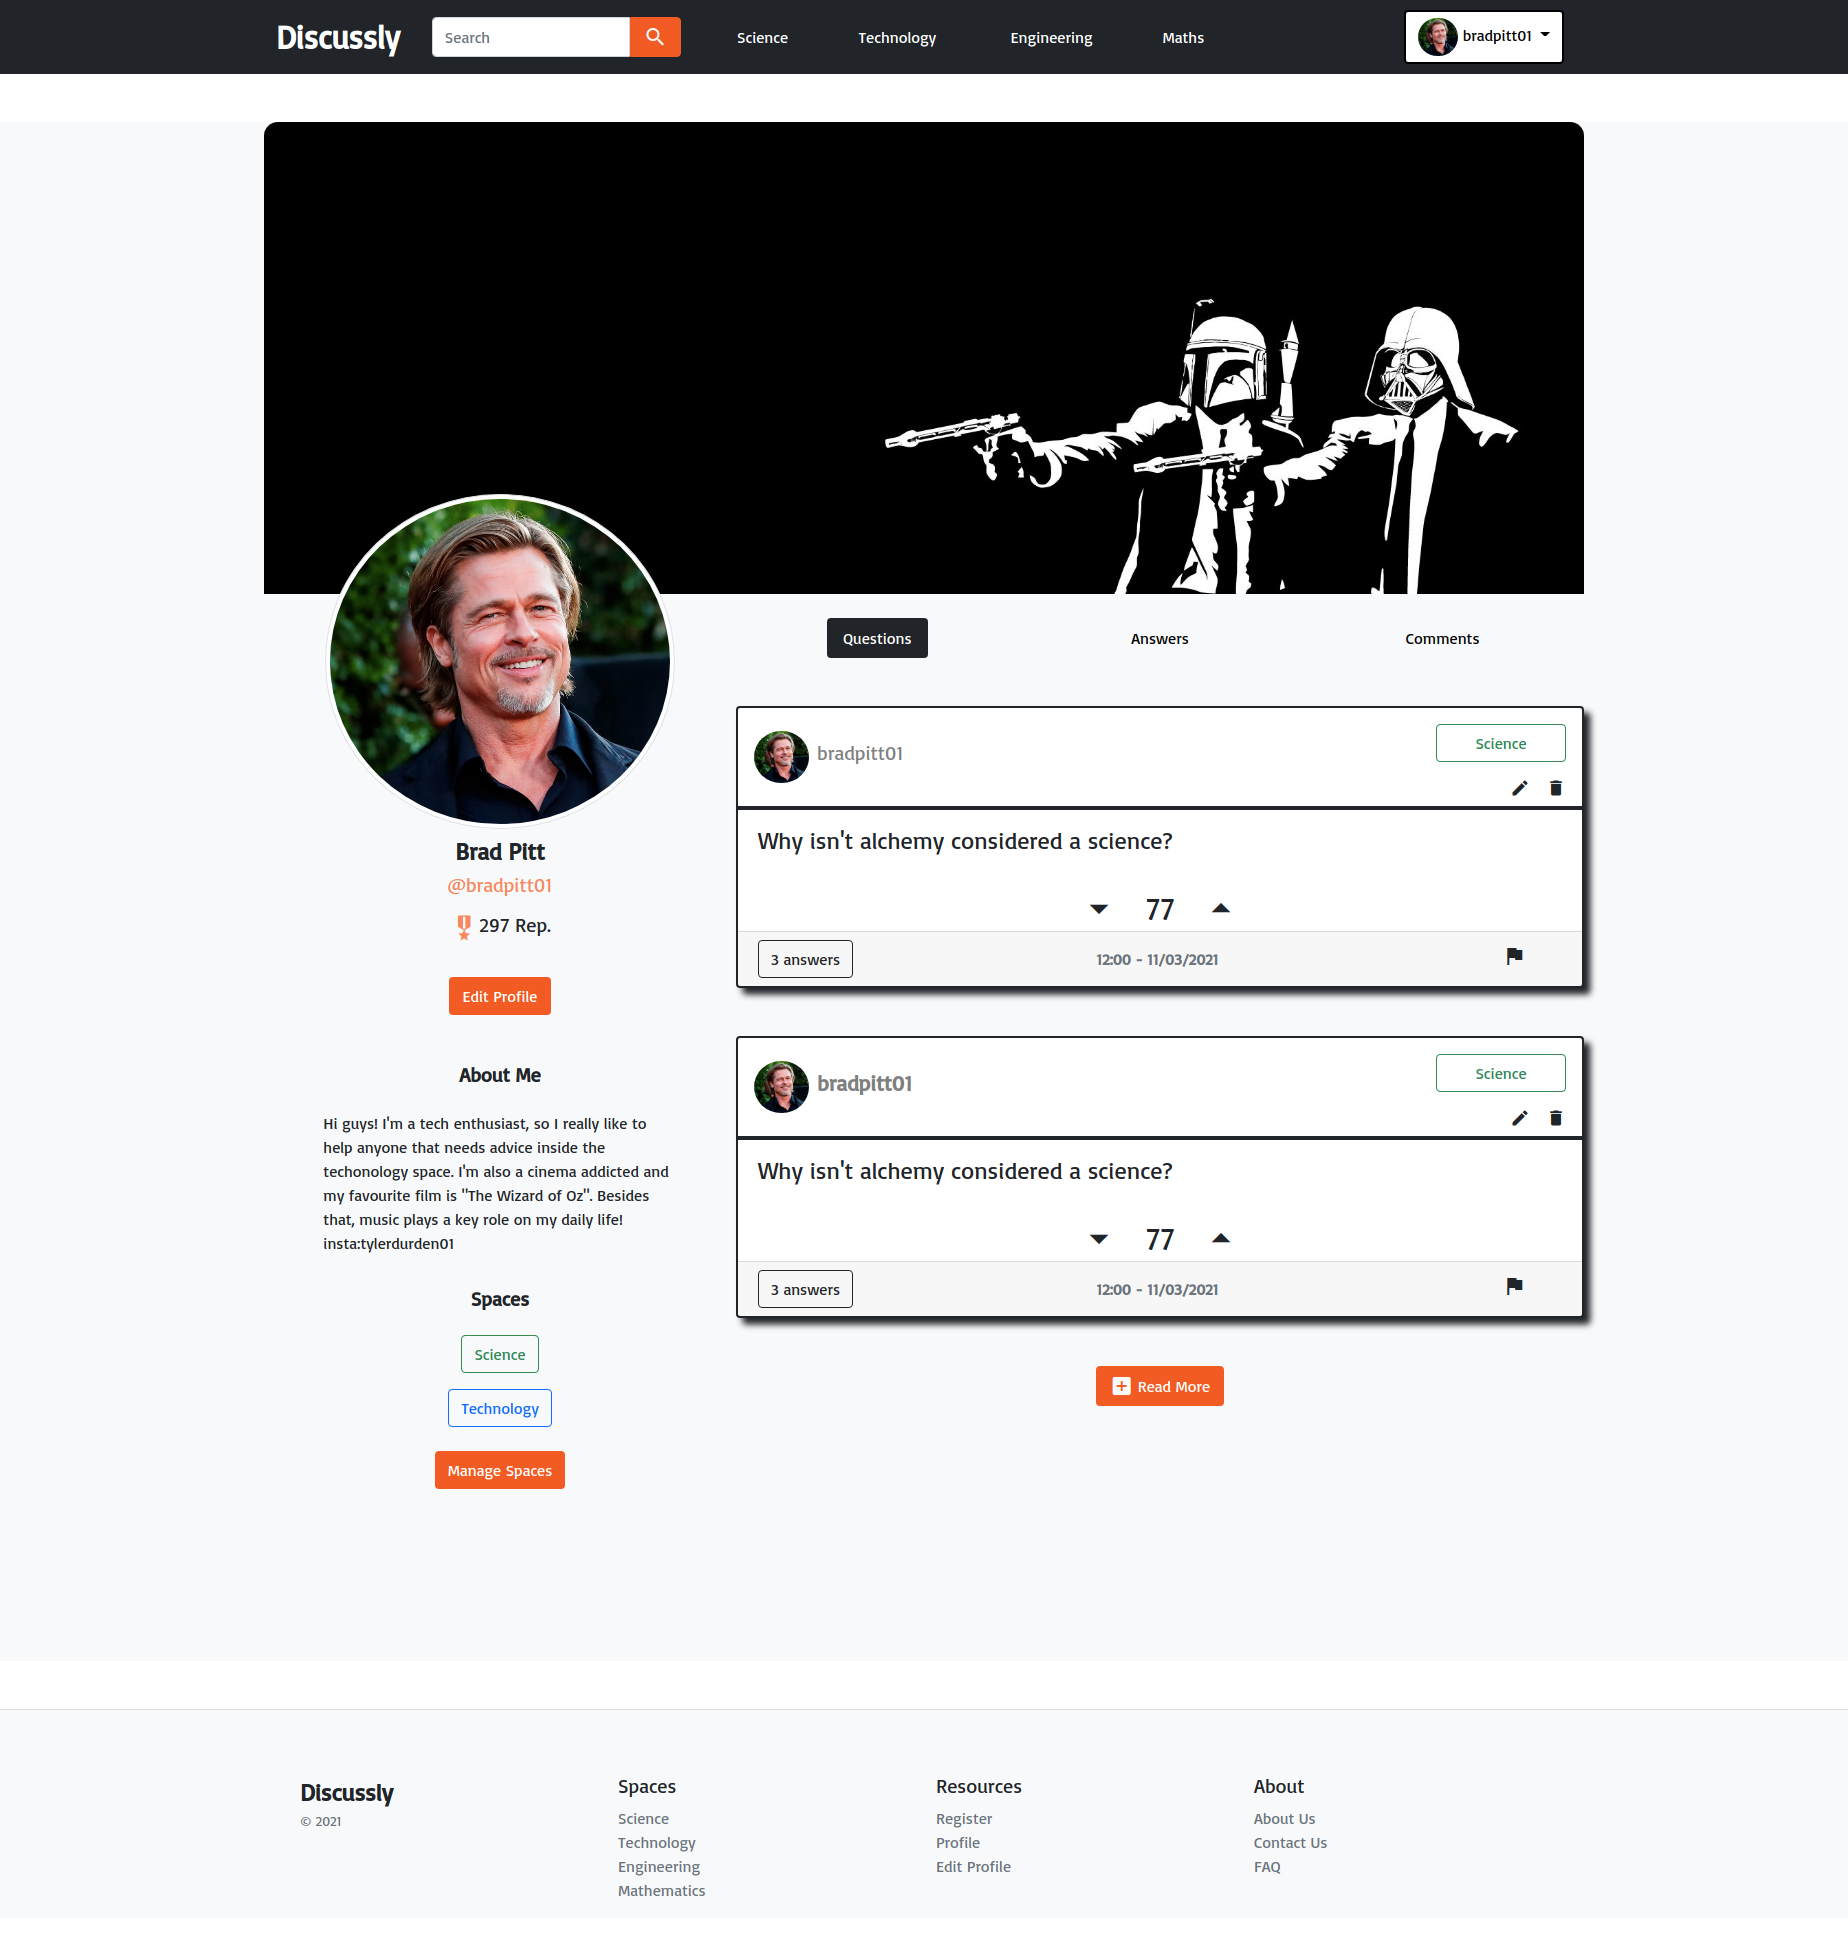 Discussly
Search
Science
Technology
Engineering
Maths
bradpitt01
Questions
Answers
Comments
Brad Pitt
@bradpitt01
297 Rep.
Edit Profile
About Me
Hi guys! I'm a tech enthusiast, so I really like to
help anyone that needs advice inside the
techonology space. I'm also a cinema addicted and
my favourite film is "The Wizard of Oz". Besides
that, music plays a key role on my daily life!
insta:tylerdurden01
Spaces
Science
Technology
Manage Spaces
bradpitt01
Science
Why isn't alchemy considered a science?
77
3 answers
12:00 - 11/03/2021
bradpitt01
Science
Why isn't alchemy considered a science?
77
3 answers
12:00 - 11/03/2021
Read More
Discussly
© 2021
Spaces
Science
Technology
Engineering
Mathematics
Resources
Register
Profile
Edit Profile
About
About Us
Contact Us
FAQ